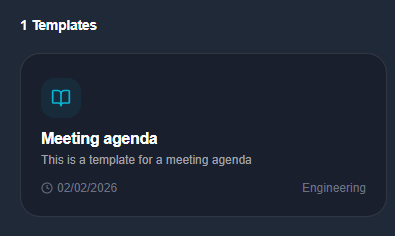 1 Templates
Meeting agenda
This is a template for a meeting agenda
02/02/2026 Engineering